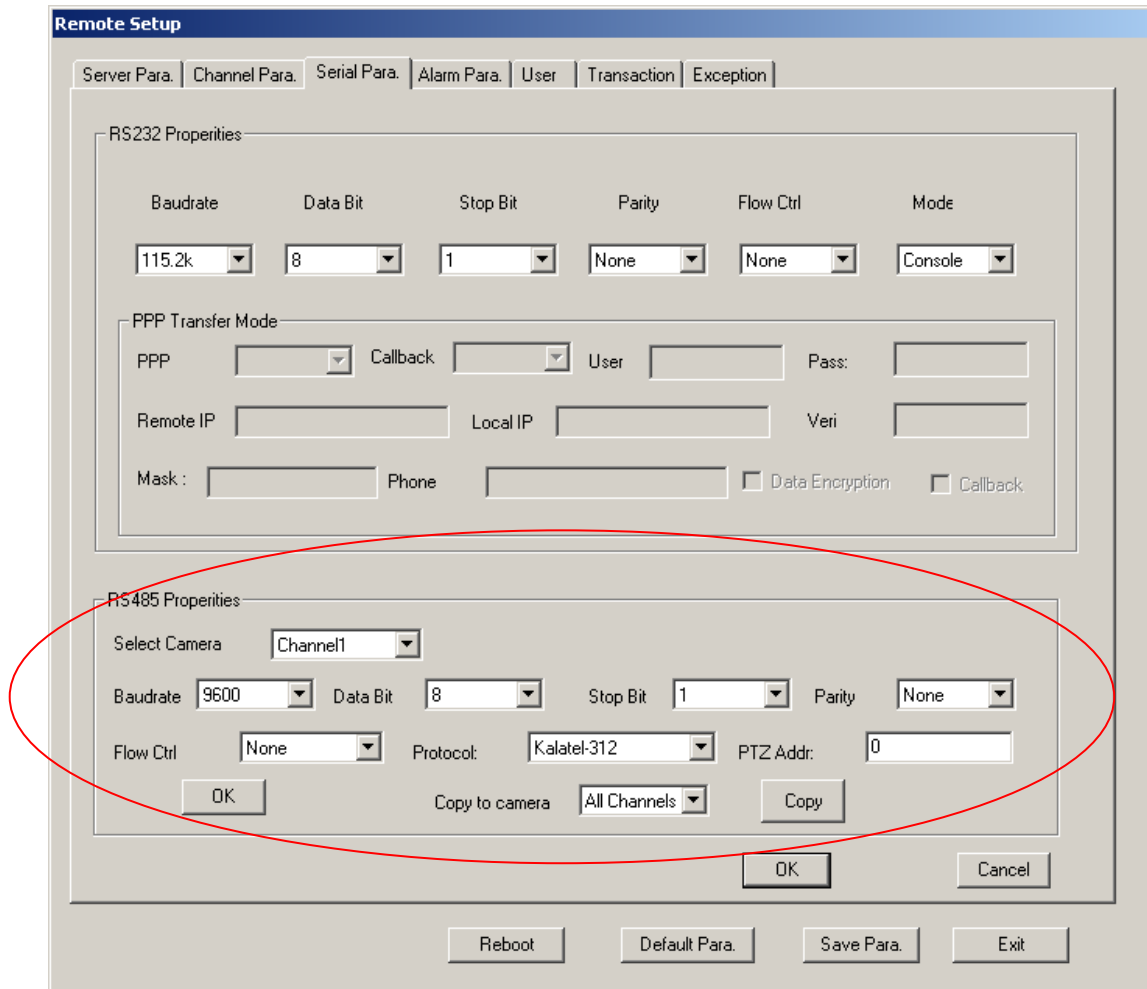 Remote Setup
Server Para. Channel Para. Serial Para. Alarm Para. User Transaction Exception
RS232 Properities
Baudrate Data Bit Stop Bit Parity Flow Ctrl Mode
115.2k 8 1 None None Console
PPP Transfer Mode
PPP Callback User Pass:
Remote IP Local IP Veri
Mask : Phone Data Encryption Callback
RS485 Properities
Select Camera Channel1
Baudrate 9600 Data Bit 8 Stop Bit 1 Parity None
Flow Ctrl None Protocol: Kalatel-312 PTZ Addr: 0
OK Copy to camera All Channels Copy
OK Cancel
Reboot Default Para. Save Para. Exit